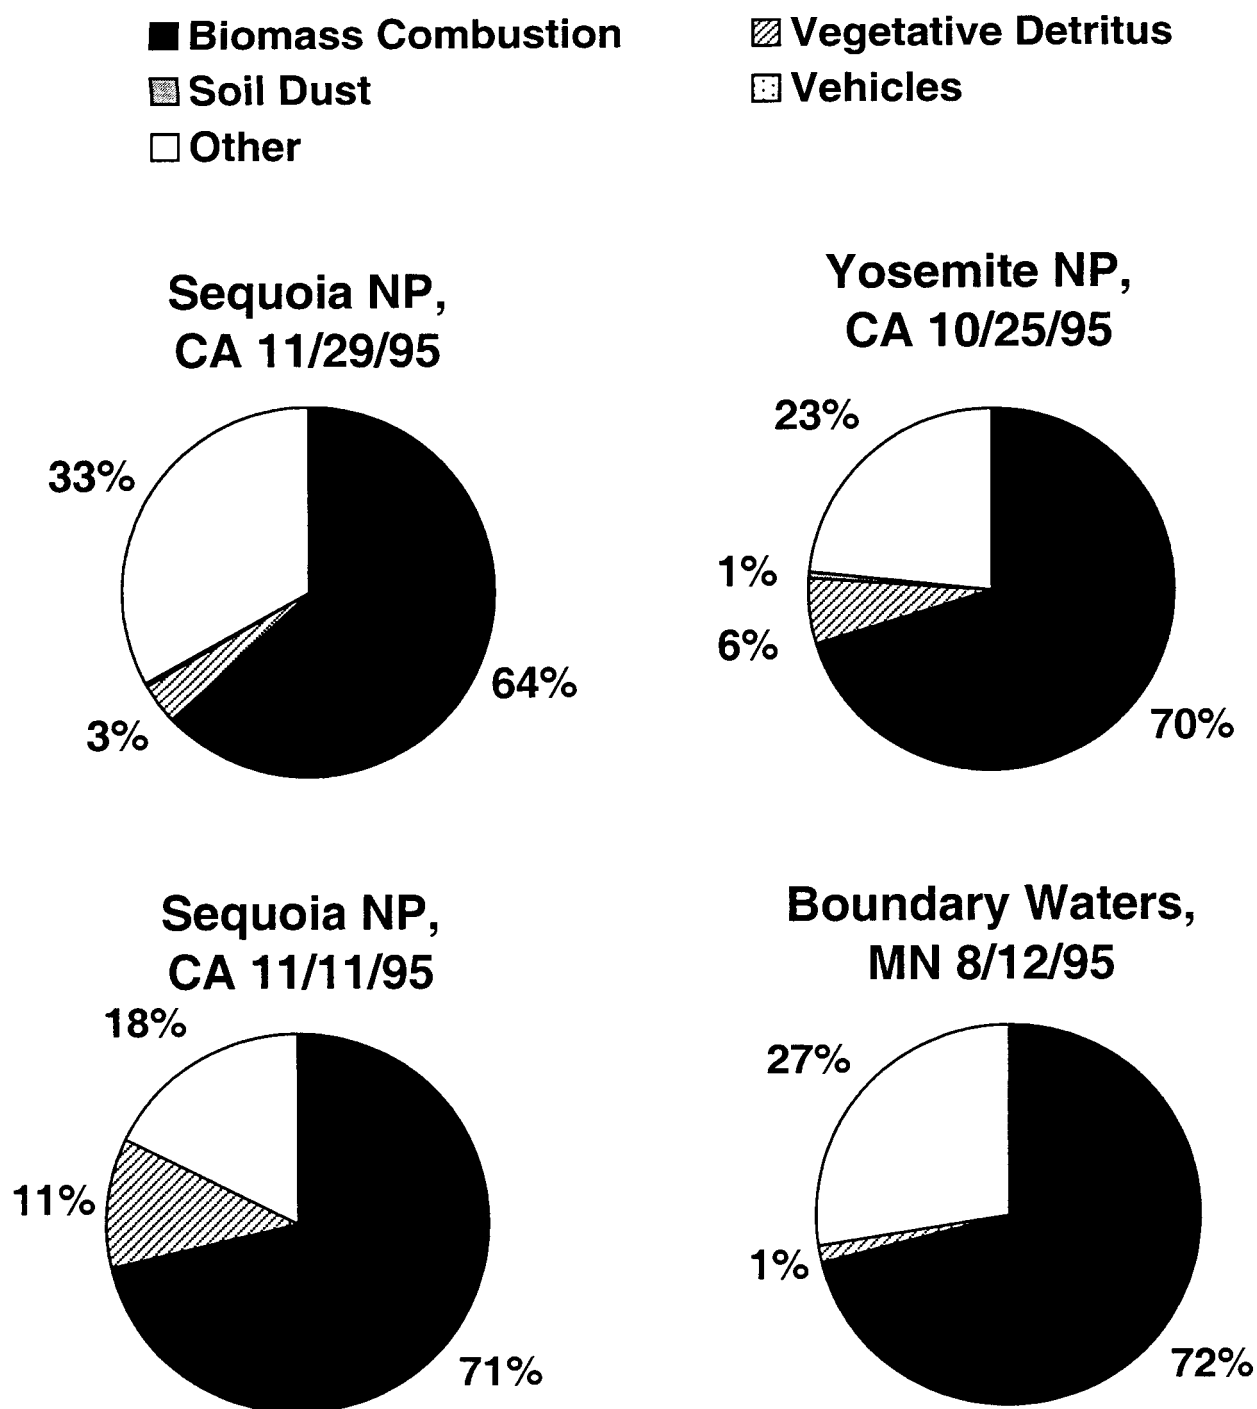 Biomass Combustion
Vegetative Detritus
Soil Dust
Vehicles
Other
Sequoia NP,
CA 11/29/95
33%
3%
64%
Yosemite NP,
CA 10/25/95
23%
1%
6%
70%
Sequoia NP,
CA 11/11/95
18%
11%
71%
Boundary Waters,
MN 8/12/95
27%
1%
72%